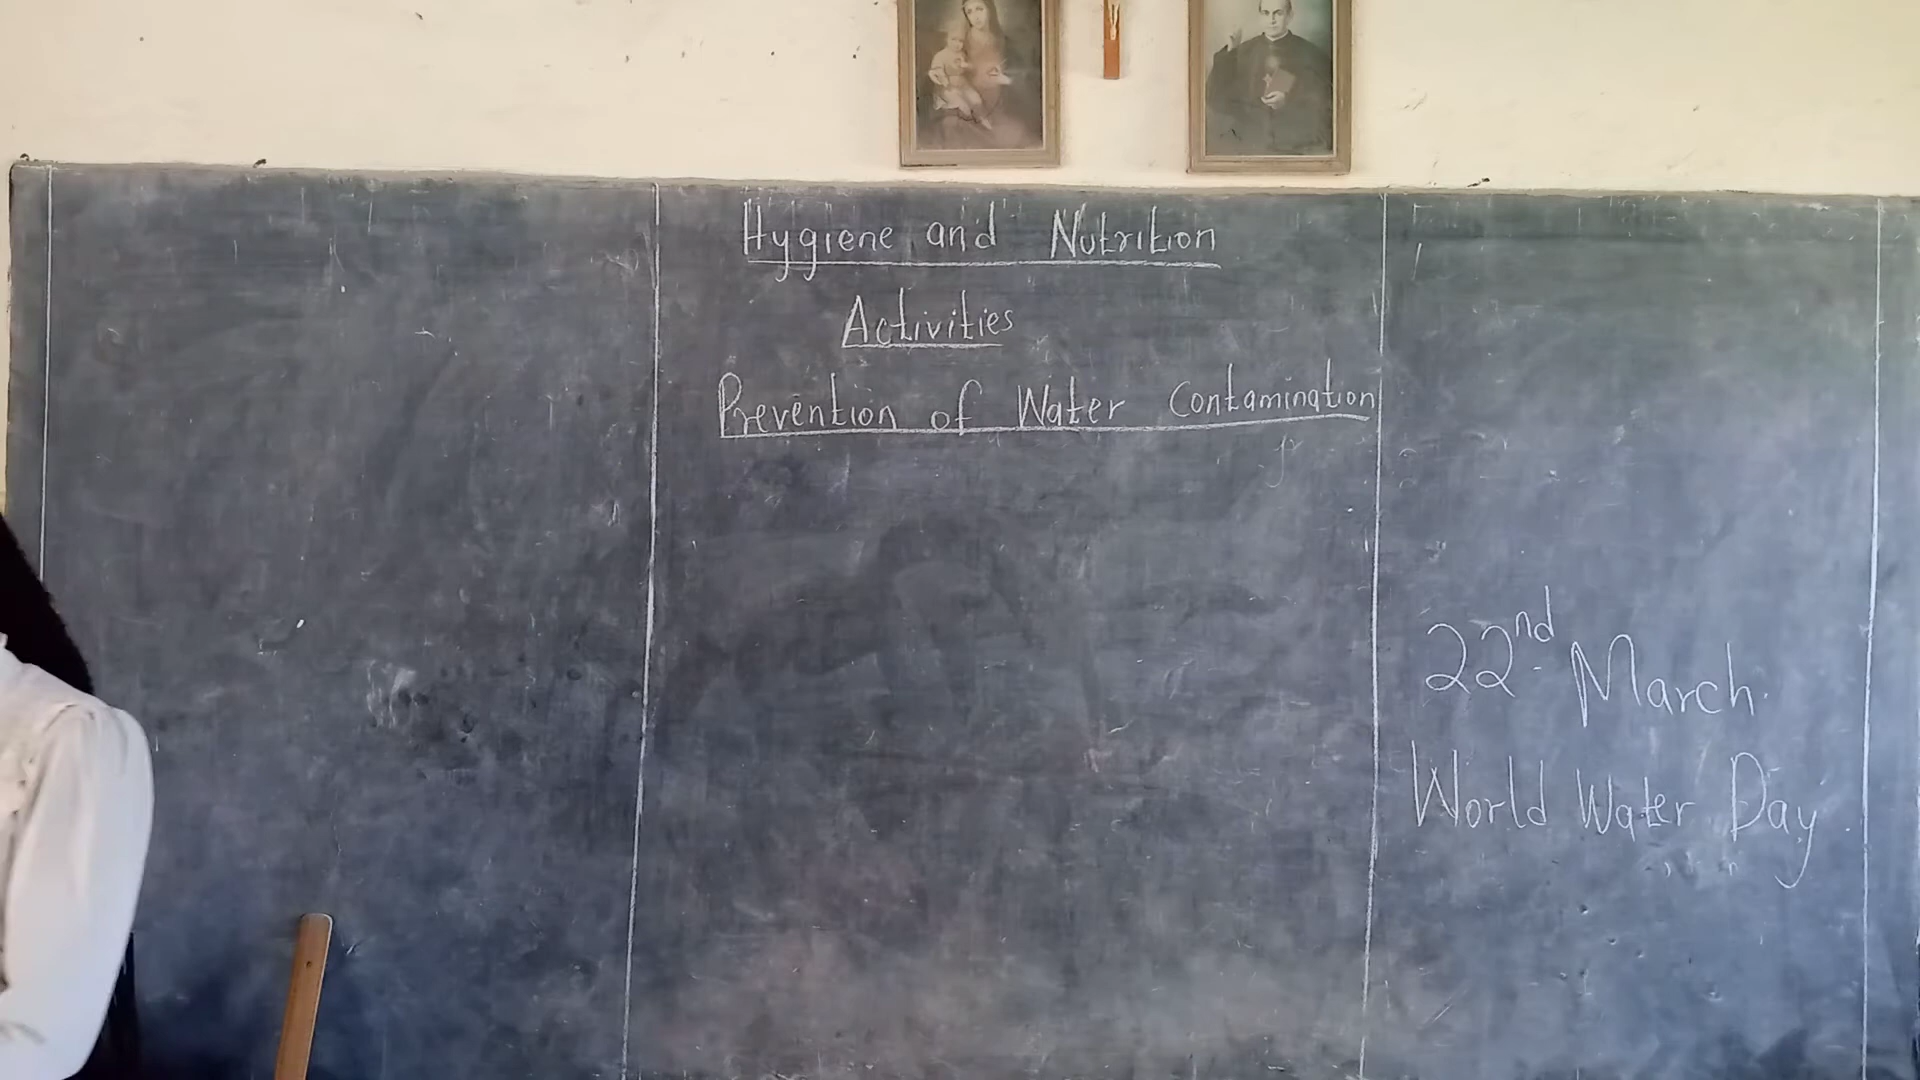 Hygiene and Nutrition
Activities
Prevention of Water Contamination
22nd March
World Water Day